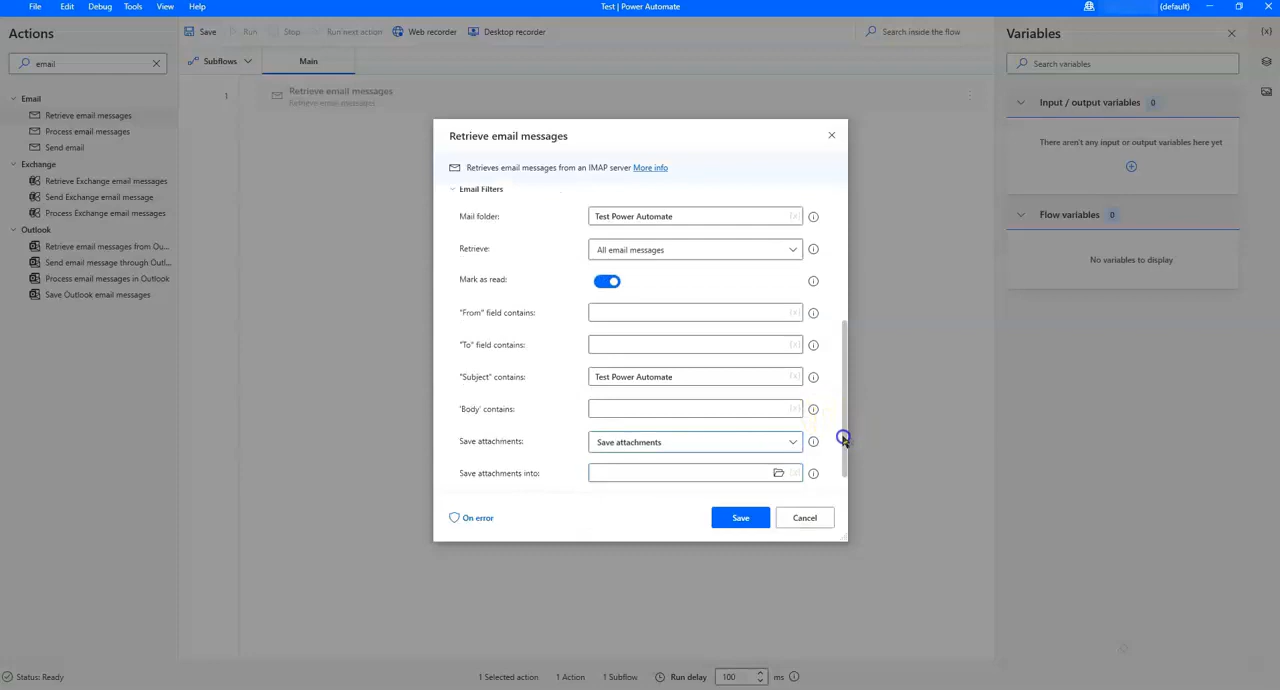 File Edit Debug Tools View Help
Test | Power Automate
(default)
Actions
Save Run Stop Run next action Web recorder Desktop recorder
Search inside the flow
Variables
{x}
email
Subflows Main
Search variables
1
Retrieve email messages
Retrieve email messages
Email
Retrieve email messages
Process email messages
Send email
Exchange
Retrieve Exchange email messages
Send Exchange email message
Process Exchange email messages
Outlook
Retrieve email messages from Ou...
Send email message through Outl...
Process email messages in Outlook
Save Outlook email messages
Input / output variables 0
There aren't any input or output variables here yet
Flow variables 0
No variables to display
Retrieve email messages
Retrieves email messages from an IMAP server More info
Email Filters
Mail folder: Test Power Automate {x}
Retrieve: All email messages
Mark as read:
"From" field contains: {x}
"To" field contains: {x}
"Subject" contains: Test Power Automate {x}
'Body' contains: {x}
Save attachments: Save attachments
Save attachments into: {x}
On error
Save Cancel
Status: Ready
1 Selected action 1 Action 1 Subflow Run delay 100 ms